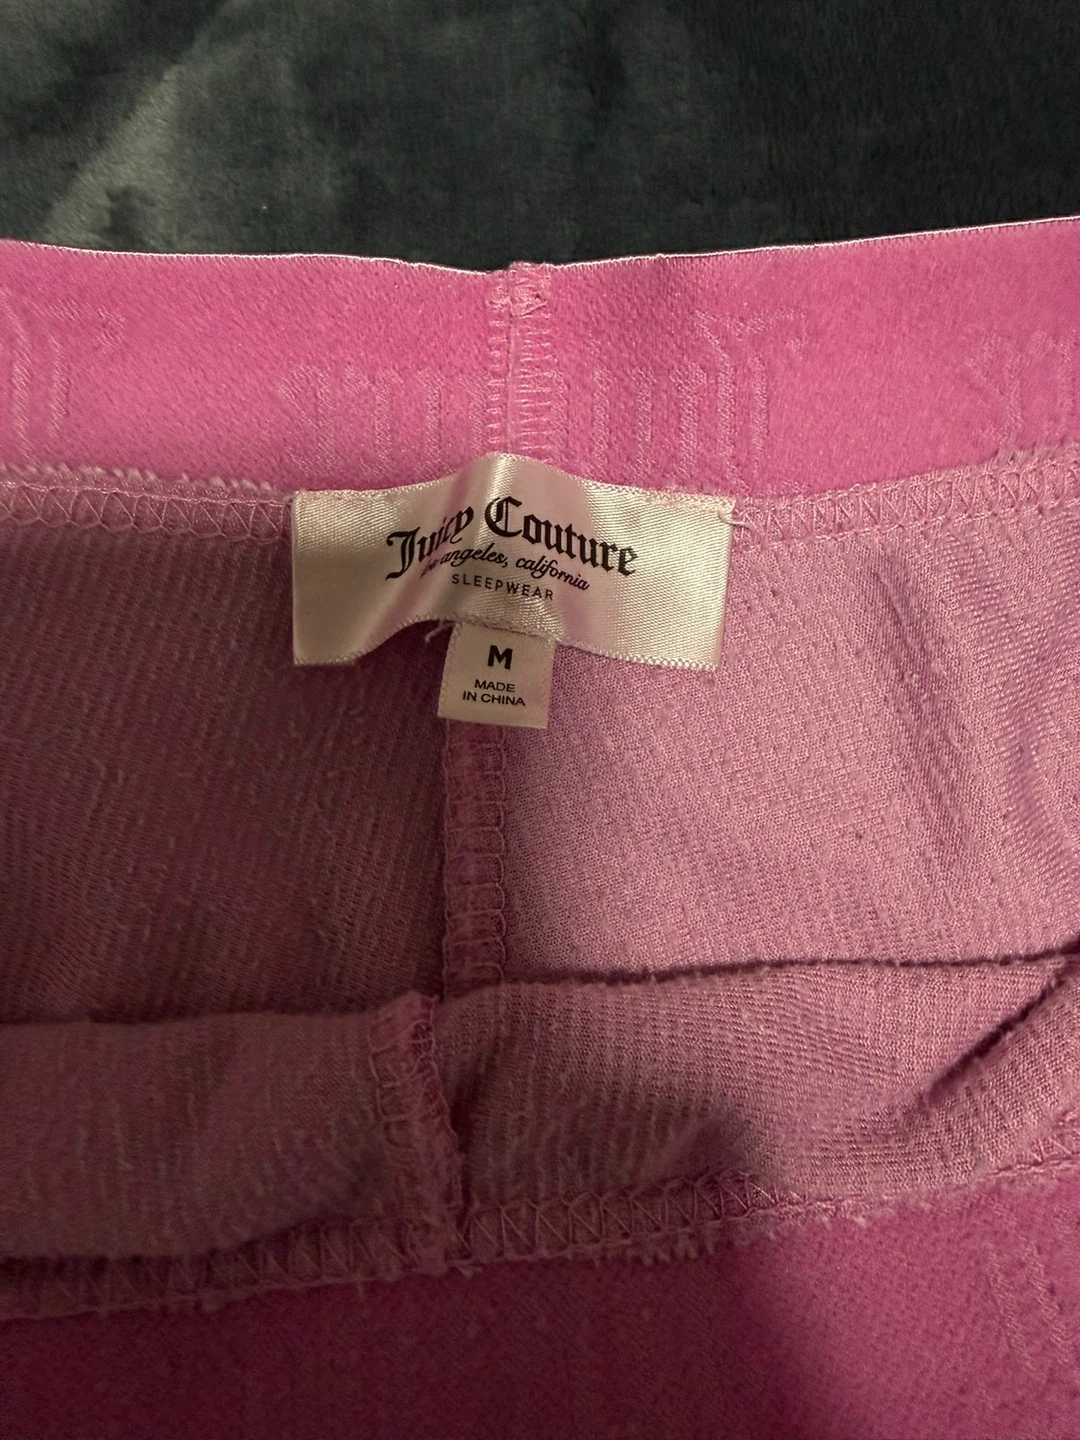 Juicy Couture
los angeles, california
SLEEPWEAR
M
MADE
IN CHINA